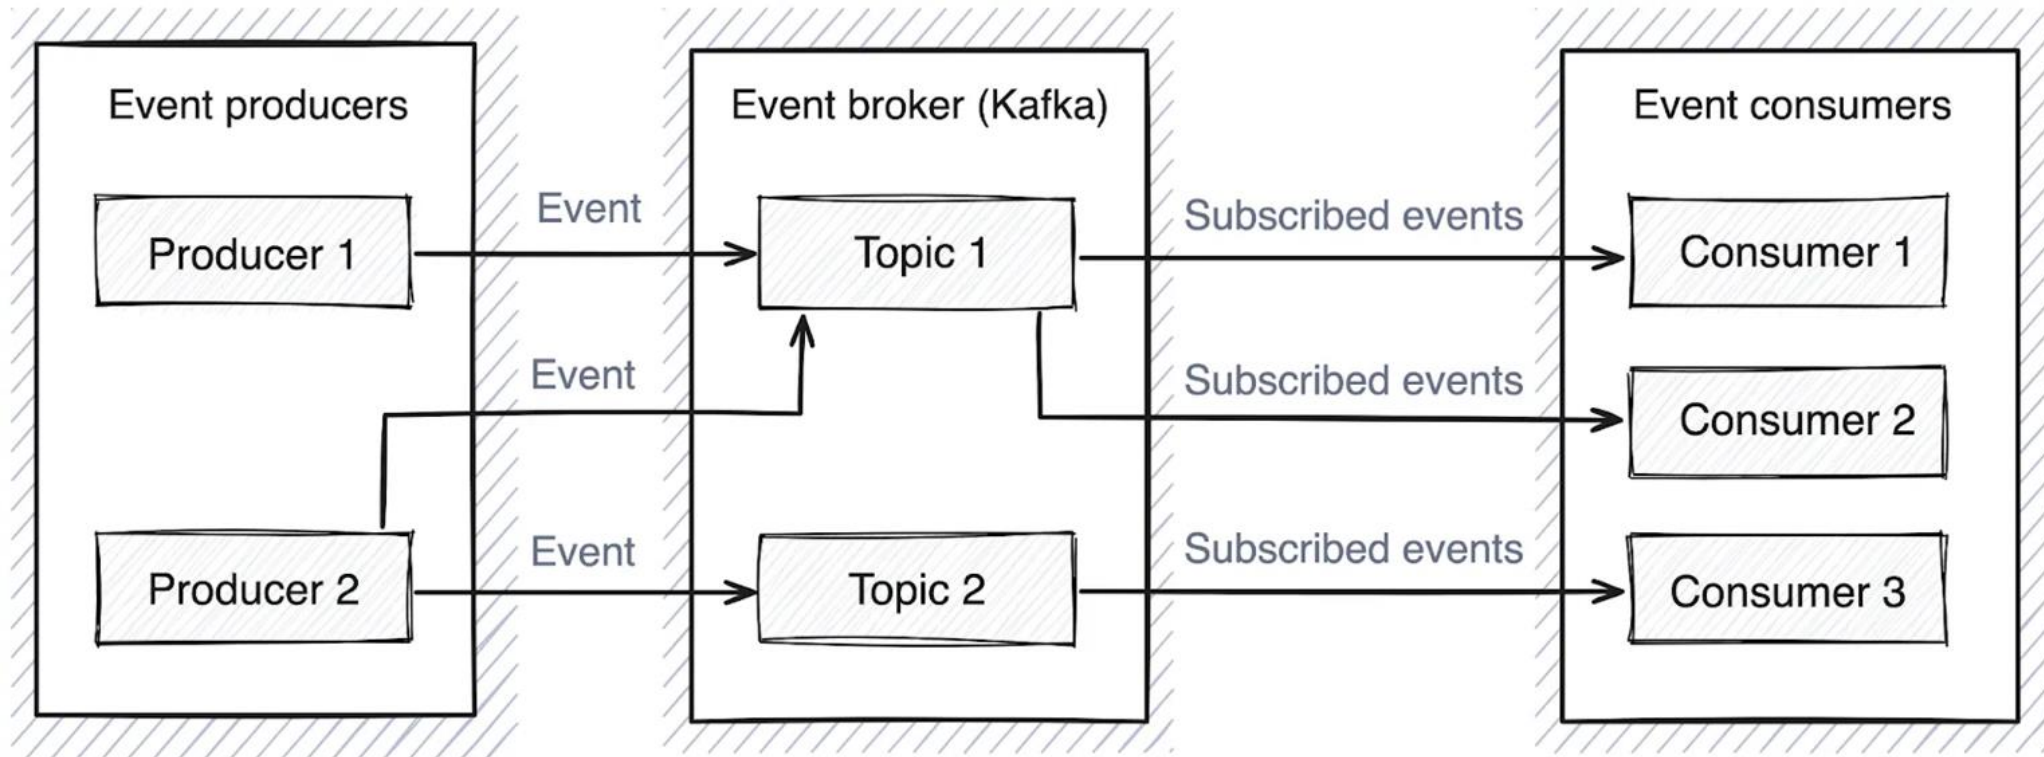 Event producers
Event broker (Kafka)
Event consumers
Producer 1
Event
Topic 1
Subscribed events
Consumer 1
Event
Subscribed events
Consumer 2
Producer 2
Event
Topic 2
Subscribed events
Consumer 3